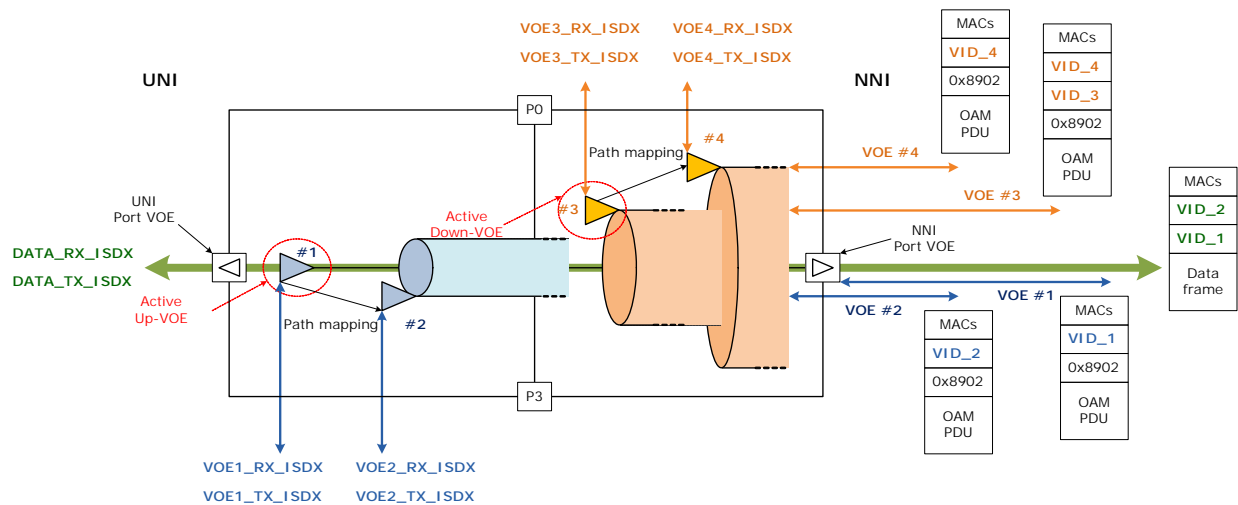 VOE3_RX_ISDX
VOE3_TX_ISDX
VOE4_RX_ISDX
VOE4_TX_ISDX
MACs
VID_4
0x8902
OAM
PDU
MACs
VID_4
VID_3
0x8902
OAM
PDU
UNI
NNI
P0
#4
Path mapping
VOE #4
VOE #3
#3
Active
Down-VOE
UNI
Port VOE
NNI
Port VOE
MACs
VID_2
VID_1
Data
frame
DATA_RX_ISDX
DATA_TX_ISDX
#1
Active
Up-VOE
Path mapping
#2
VOE #2
VOE #1
MACs
VID_2
0x8902
OAM
PDU
MACs
VID_1
0x8902
OAM
PDU
P3
VOE1_RX_ISDX
VOE1_TX_ISDX
VOE2_RX_ISDX
VOE2_TX_ISDX